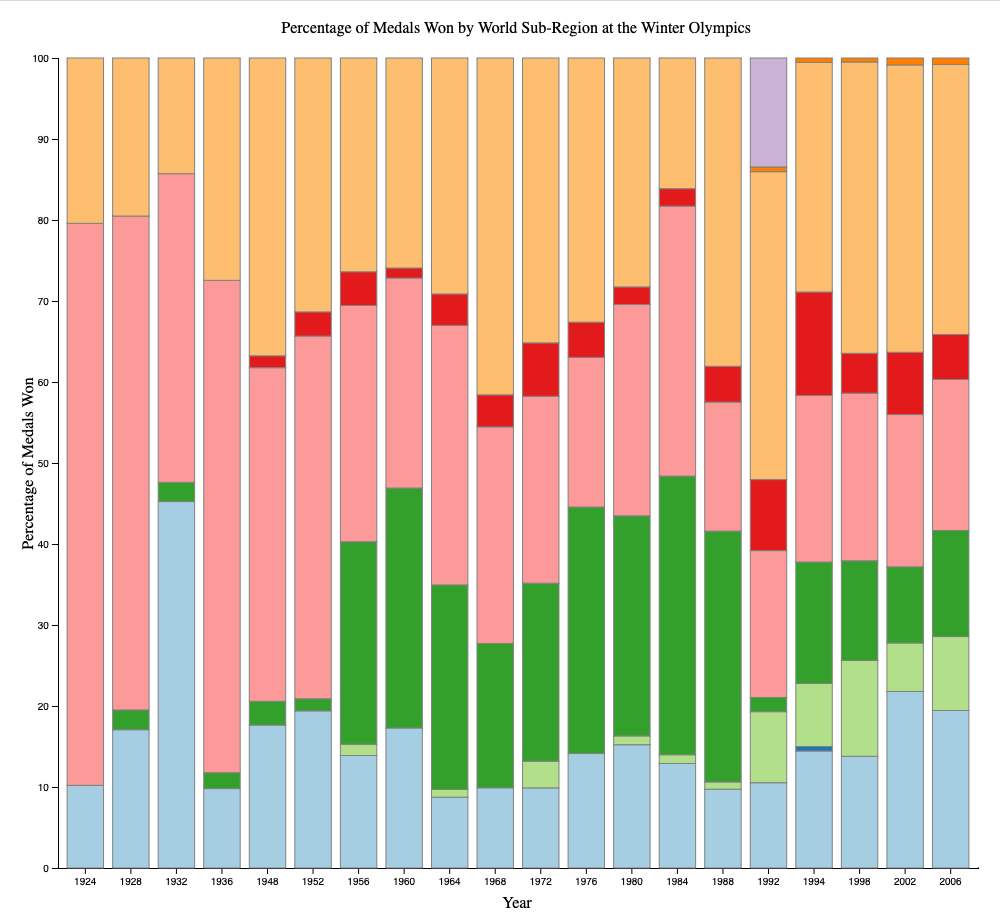 Percentage of Medals Won by World Sub-Region at the Winter Olympics
100
90
80
70
60
50
40
30
20
10
0
Percentage of Medals Won
1924 1928 1932 1936 1948 1952 1956 1960 1964 1968 1972 1976 1980 1984 1988 1992 1994 1998 2002 2006
Year